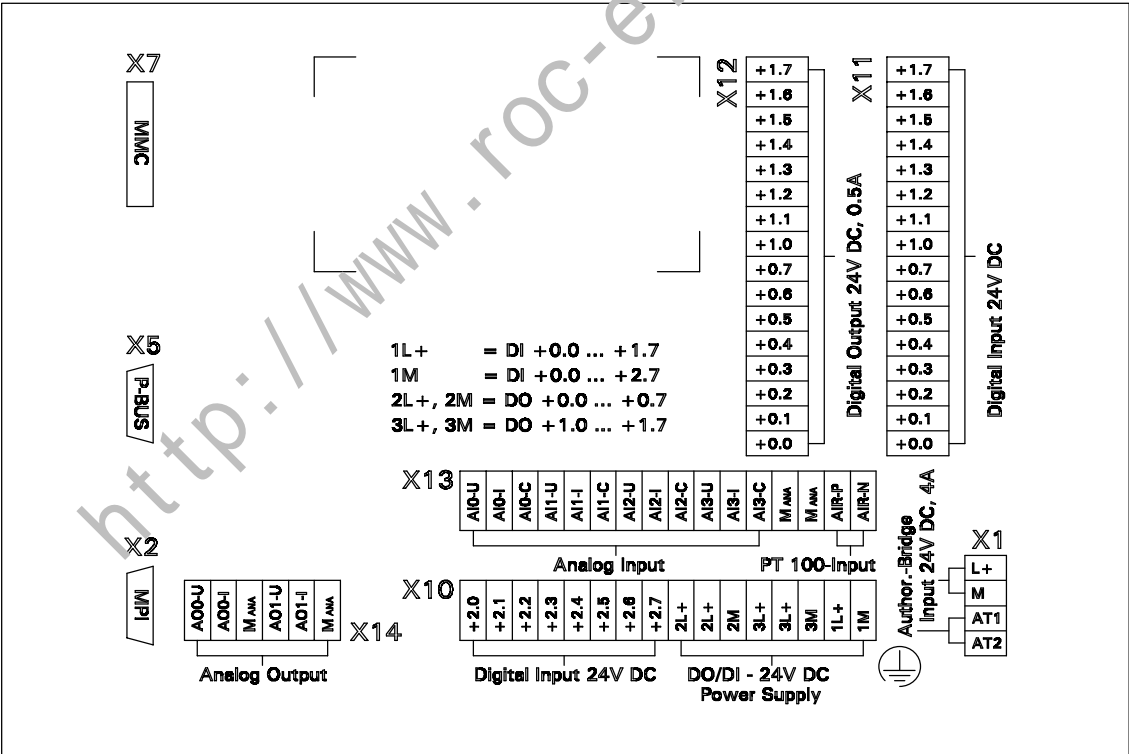 http://www.roc-e
X7
MMC
X5
P-BUS
X2
MPI
1L+ = DI +0.0 ... +1.7
1M = DI +0.0 ... +2.7
2L+, 2M = DO +0.0 ... +0.7
3L+, 3M = DO +1.0 ... +1.7
X12
+1.7
+1.6
+1.5
+1.4
+1.3
+1.2
+1.1
+1.0
+0.7
+0.6
+0.5
+0.4
+0.3
+0.2
+0.1
+0.0
Digital Output 24V DC, 0.5A
X11
+1.7
+1.6
+1.5
+1.4
+1.3
+1.2
+1.1
+1.0
+0.7
+0.6
+0.5
+0.4
+0.3
+0.2
+0.1
+0.0
Digital Input 24V DC
X13
AI0-U AI0-I AI0-C AI1-U AI1-I AI1-C AI2-U AI2-I AI2-C AI3-U AI3-I AI3-C MANA MANA AIR-P AIR-N
Analog Input PT 100-Input
X10
+2.0 +2.1 +2.2 +2.3 +2.4 +2.5 +2.6 +2.7 2L+ 2L+ 2M 3L+ 3L+ 3M 1L+ 1M
Digital Input 24V DC
DO/DI - 24V DC
Power Supply
AO0-U AO0-I MANA AO1-U AO1-I MANA
X14
Analog Output
Author.-Bridge
Input 24V DC, 4A
X1
L+
M
AT1
AT2